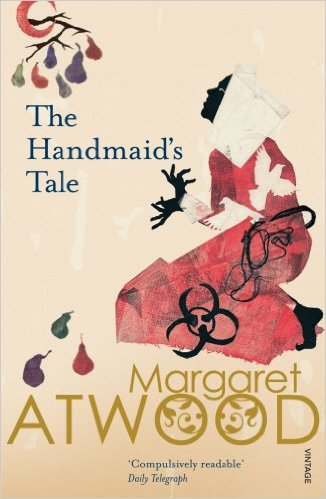 The
Handmaid's
Tale
Margaret
ATWOOD
'Compulsively readable'
Daily Telegraph
VINTAGE